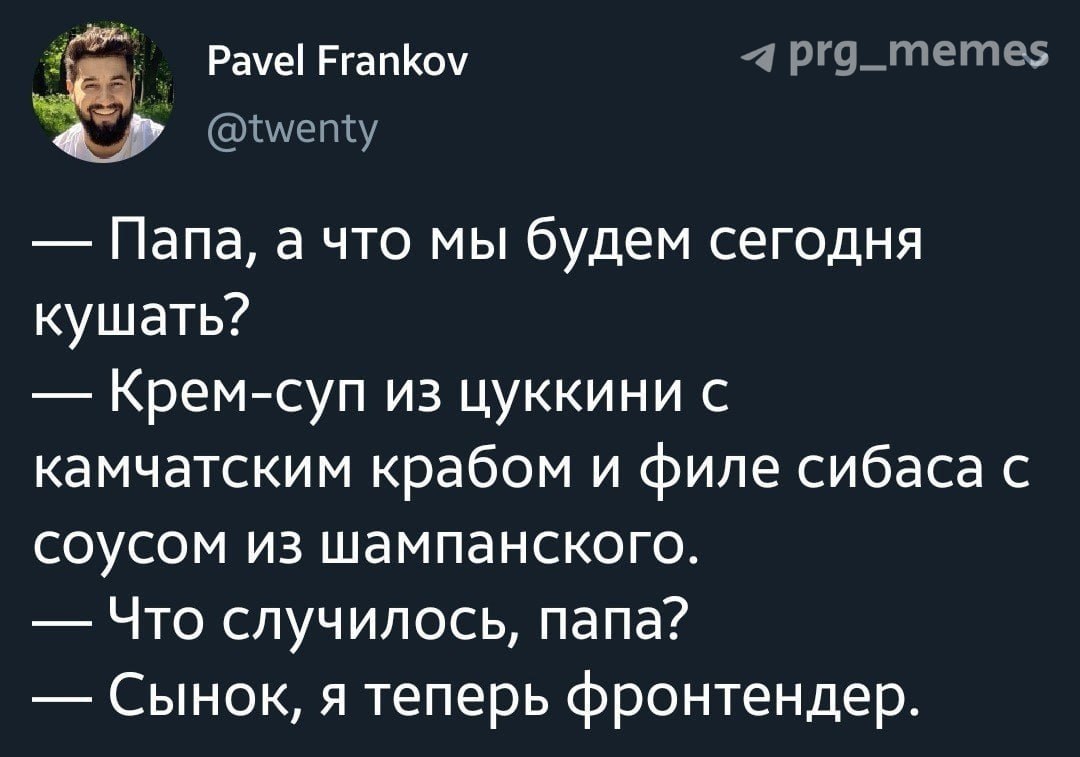 Pavel Frankov
prg_memes
@twenty
— Папа, а что мы будем сегодня
кушать?
— Крем-суп из цуккини с
камчатским крабом и филе сибаса с
соусом из шампанского.
— Что случилось, папа?
— Сынок, я теперь фронтендер.